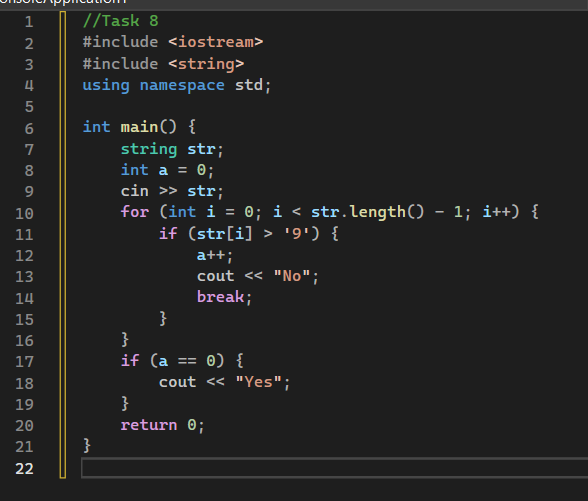 1 //Task 8
2 #include <iostream>
3 #include <string>
4 using namespace std;
5
6 int main() {
7     string str;
8     int a = 0;
9     cin >> str;
10     for (int i = 0; i < str.length() - 1; i++) {
11         if (str[i] > '9') {
12             a++;
13             cout << "No";
14             break;
15         }
16     }
17     if (a == 0) {
18         cout << "Yes";
19     }
20     return 0;
21 }
22